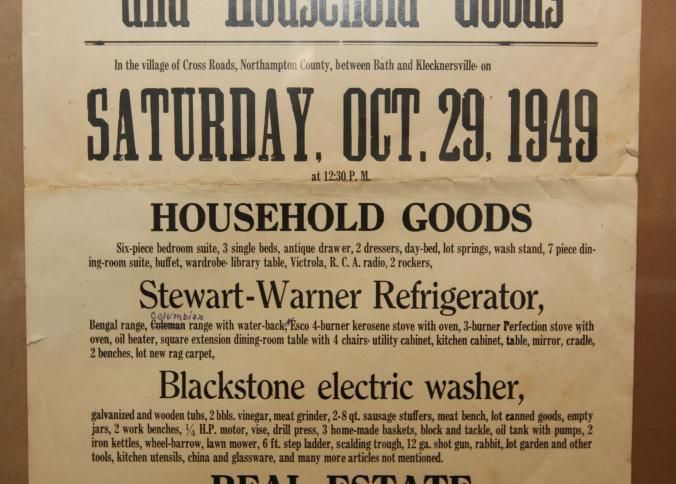 and Household Goods
In the village of Cross Roads, Northampton County, between Bath and Klecknersville· on
SATURDAY, OCT. 29, 1949
at 12:30 P. M.
HOUSEHOLD GOODS
Six-piece bedroom suite, 3 single beds, antique drawer, 2 dressers, day-bed, lot springs, wash stand, 7 piece din-
ing-room suite, buffet, wardrobe· library table, Victrola, R. C. A. radio, 2 rockers,
Stewart-Warner Refrigerator,
Columbian
Bengal range, Coleman range with water-back, Esco 4-burner kerosene stove with oven, 3-burner Perfection stove with
oven, oil heater, square extension dining-room table with 4 chairs· utility cabinet, kitchen cabinet, table, mirror, cradle,
2 benches, lot new rag carpet,
Blackstone electric washer,
galvanized and wooden tubs, 2 bbls. vinegar, meat grinder, 2-8 qt. sausage stuffers, meat bench, lot canned goods, empty
jars, 2 work benches, ¼ H.P. motor, vise, drill press, 3 home-made baskets, block and tackle, oil tank with pumps, 2
iron kettles, wheel-barrow, lawn mower, 6 ft. step ladder, scalding trough, 12 ga. shot gun, rabbit, lot garden and other
tools, kitchen utensils, china and glassware, and many more articles not mentioned.
REAL ESTATE